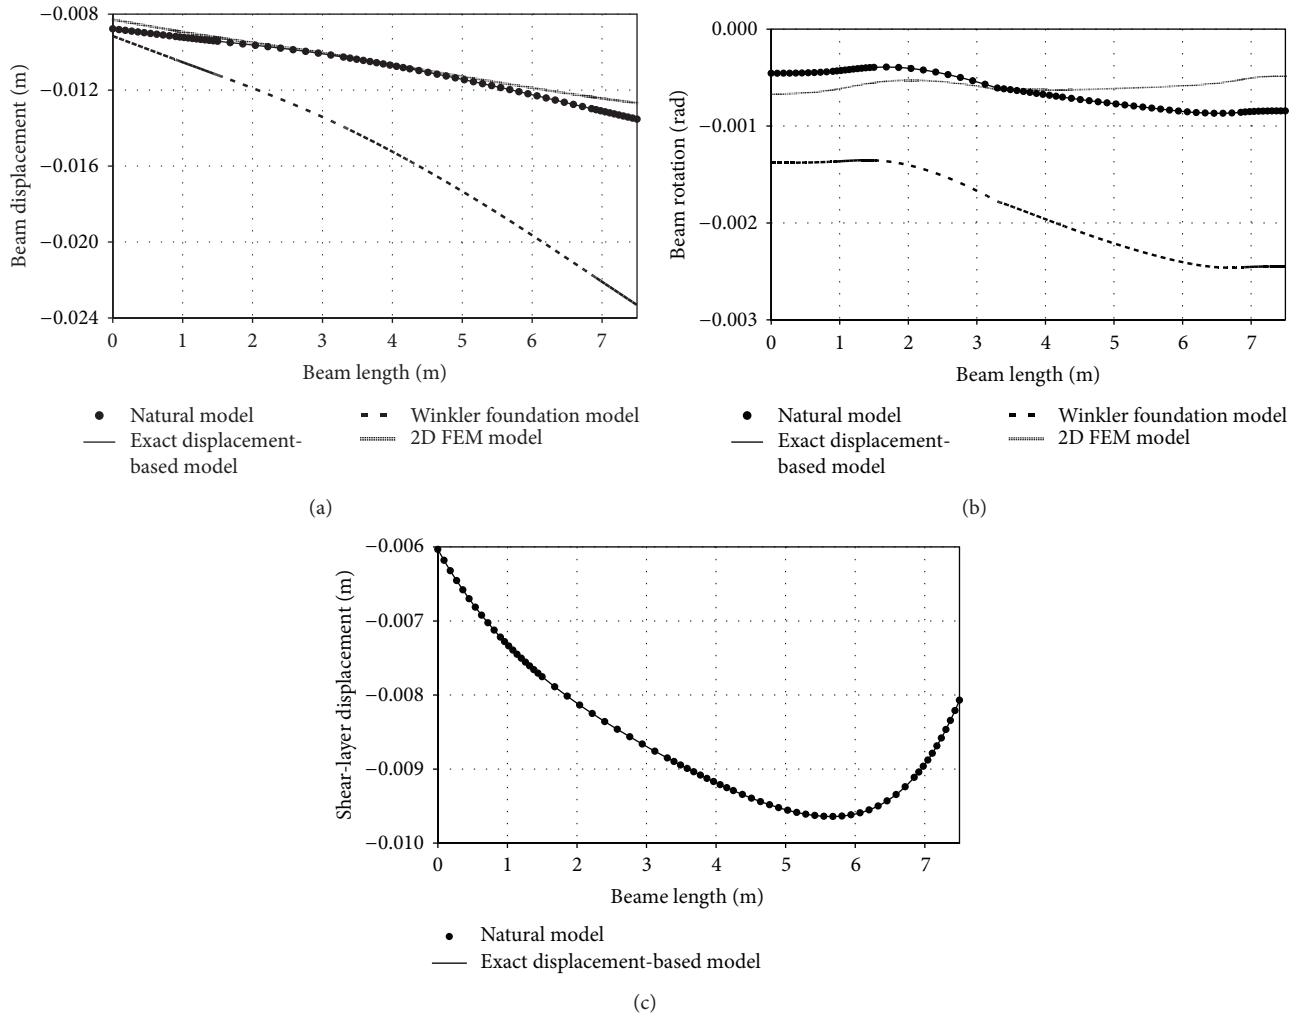 −0.008
−0.012
−0.016
−0.020
−0.024
Beam displacement (m)
0 1 2 3 4 5 6 7
Beam length (m)
Natural model
Exact displacement-
based model
Winkler foundation model
2D FEM model
(a)
0.000
−0.001
−0.002
−0.003
Beam rotation (rad)
0 1 2 3 4 5 6 7
Beam length (m)
Natural model
Exact displacement-
based model
Winkler foundation model
2D FEM model
(b)
−0.006
−0.007
−0.008
−0.009
−0.010
Shear-layer displacement (m)
0 1 2 3 4 5 6 7
Beame length (m)
Natural model
Exact displacement-based model
(c)